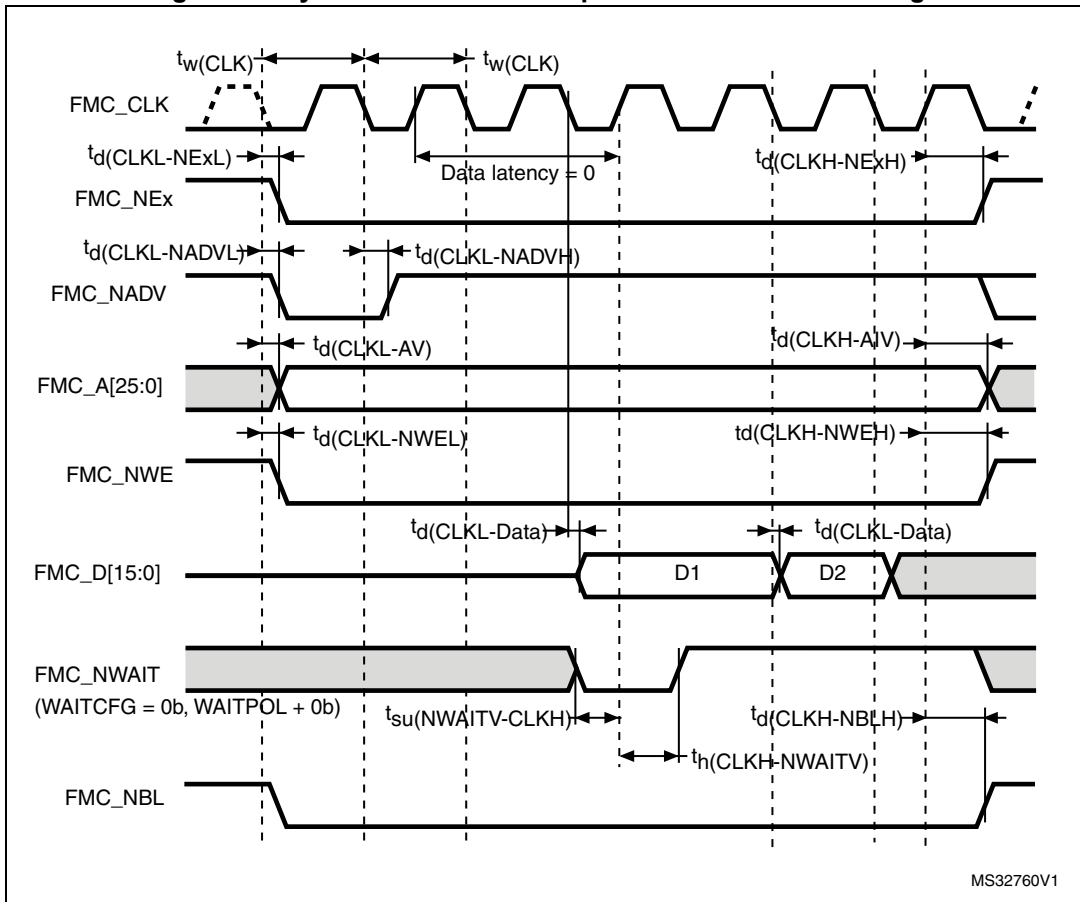 tw(CLK) tw(CLK)
FMC_CLK
td(CLKL-NExL) Data latency = 0 td(CLKH-NExH)
FMC_NEx
td(CLKL-NADVL) td(CLKL-NADVH)
FMC_NADV
td(CLKL-AV) td(CLKH-AIV)
FMC_A[25:0]
td(CLKL-NWEL) td(CLKH-NWEH)
FMC_NWE
td(CLKL-Data) td(CLKL-Data)
FMC_D[15:0] D1 D2
FMC_NWAIT
(WAITCFG = 0b, WAITPOL + 0b)
tsu(NWAITV-CLKH) td(CLKH-NBLH)
th(CLKH-NWAITV)
FMC_NBL
MS32760V1